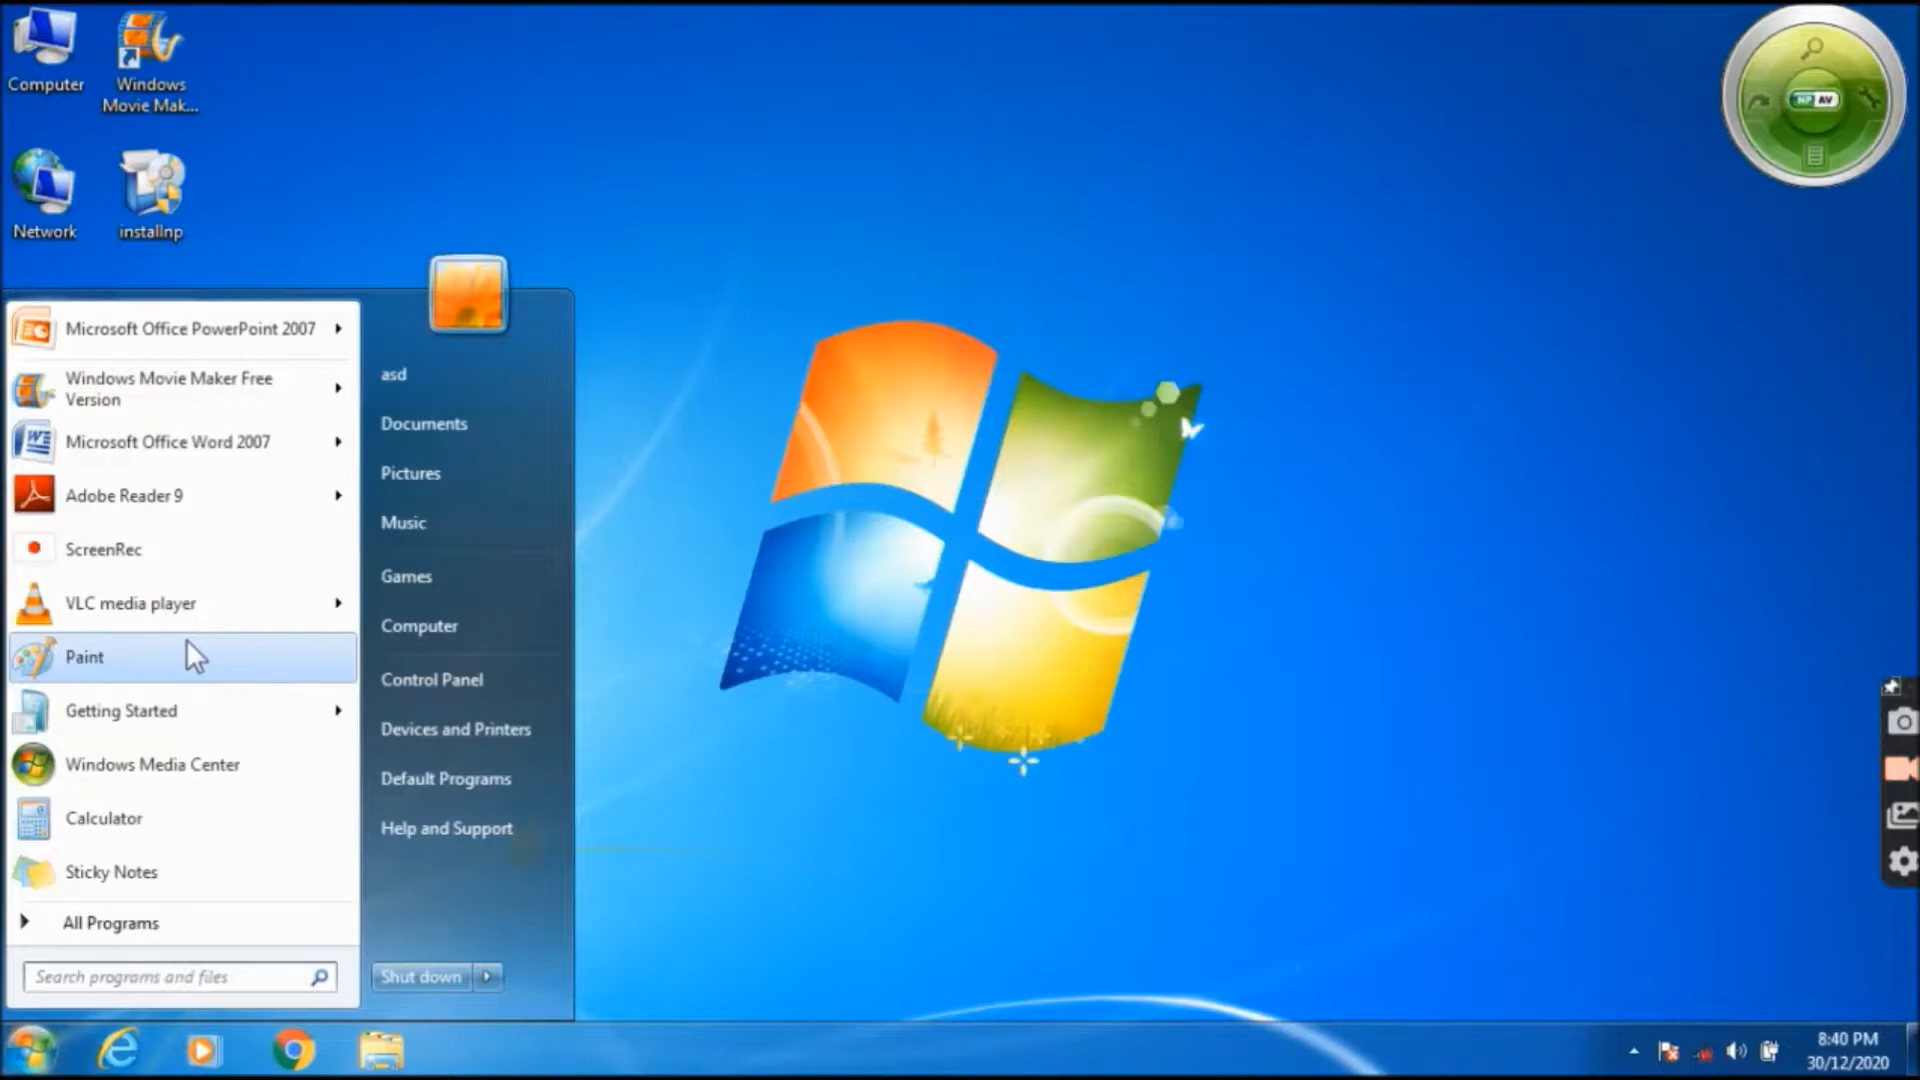 Computer
Windows
Movie Mak...
Network
installnp
NP AV
Microsoft Office PowerPoint 2007
Windows Movie Maker Free
Version
Microsoft Office Word 2007
Adobe Reader 9
ScreenRec
VLC media player
Paint
Getting Started
Windows Media Center
Calculator
Sticky Notes
All Programs
Search programs and files
asd
Documents
Pictures
Music
Games
Computer
Control Panel
Devices and Printers
Default Programs
Help and Support
Shut down
8:40 PM
30/12/2020